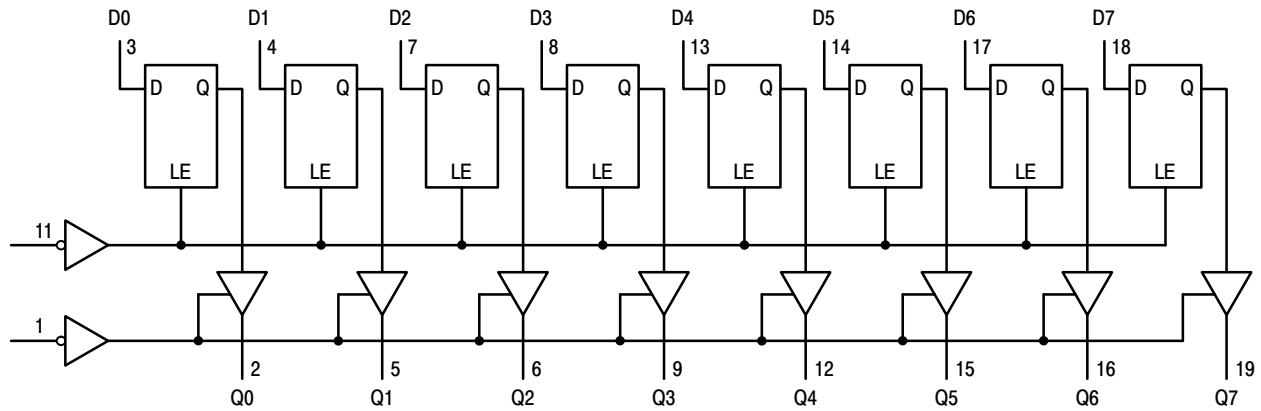 D0 D1 D2 D3 D4 D5 D6 D7
3 4 7 8 13 14 17 18
D Q D Q D Q D Q D Q D Q D Q D Q
LE LE LE LE LE LE LE LE
11
1
2 5 6 9 12 15 16 19
Q0 Q1 Q2 Q3 Q4 Q5 Q6 Q7